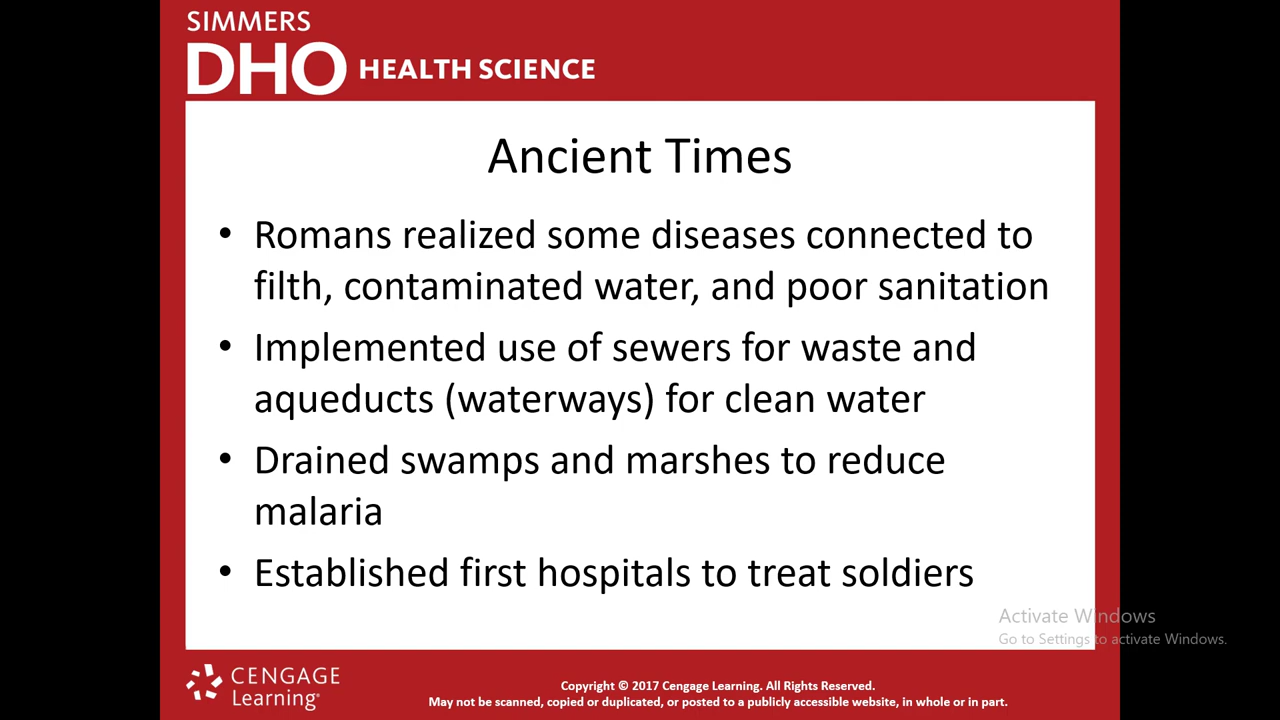 SIMMERS
DHO HEALTH SCIENCE
Ancient Times
• Romans realized some diseases connected to
filth, contaminated water, and poor sanitation
• Implemented use of sewers for waste and
aqueducts (waterways) for clean water
• Drained swamps and marshes to reduce
malaria
• Established first hospitals to treat soldiers
Activate Windows
Go to Settings to activate Windows.
CENGAGE
Learning®
Copyright © 2017 Cengage Learning. All Rights Reserved.
May not be scanned, copied or duplicated, or posted to a publicly accessible website, in whole or in part.